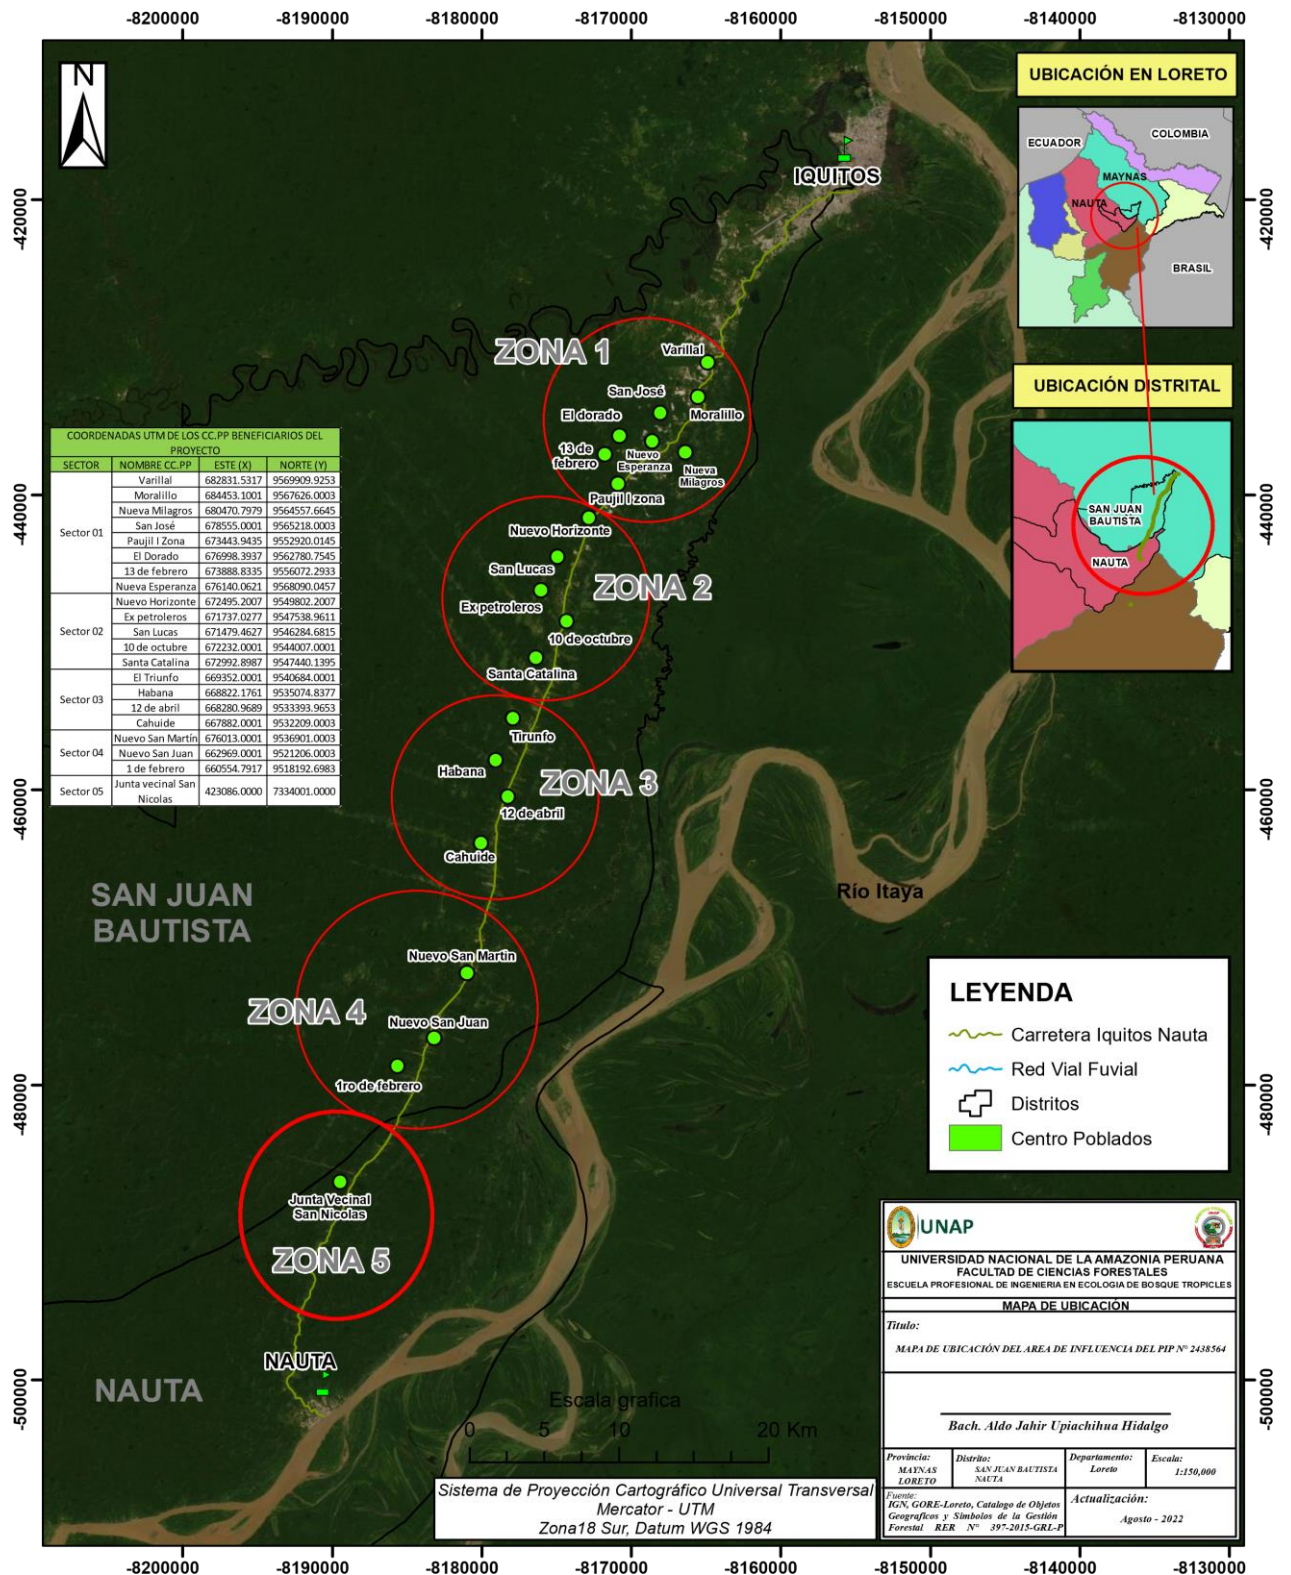 -8200000 -8190000 -8180000 -8170000 -8160000 -8150000 -8140000 -8130000
N
UBICACIÓN EN LORETO
COLOMBIA
ECUADOR
MAYNAS
NAUTA
BRASIL
IQUITOS
-420000
-420000
UBICACIÓN DISTRITAL
SAN JUAN
BAUTISTA
NAUTA
ZONA 1
Varillal
San José
Moralillo
El dorado
13 de
febrero
Nuevo
Esperanza
Nueva
Milagros
Paujil I zona
COORDENADAS UTM DE LOS CC.PP BENEFICIARIOS DEL
PROYECTO
SECTOR NOMBRE CC.PP ESTE (X) NORTE (Y)
Sector 01
Varillal 682831.5317 9569909.9253
Moralillo 684453.1001 9567626.0003
Nueva Milagros 680470.7979 9564557.6645
San José 678555.0001 9565218.0003
Paujil I Zona 673443.9435 9552920.0145
El Dorado 676998.3937 9562780.7545
13 de febrero 673888.8335 9556072.2933
Nueva Esperanza 676140.0621 9568090.0457
Sector 02
Nuevo Horizonte 672495.2007 9549802.2007
Ex petroleros 671737.0277 9547538.9611
San Lucas 671479.4627 9546284.6815
10 de octubre 672232.0001 9544007.0001
Santa Catalina 672992.8987 9547440.1395
Sector 03
El Triunfo 669352.0001 9540684.0001
Habana 668822.1761 9535074.8377
12 de abril 668280.9689 9533393.9653
Cahuide 667882.0001 9532209.0003
Sector 04
Nuevo San Martín 676013.0001 9536901.0003
Nuevo San Juan 662969.0001 9521206.0003
1 de febrero 660554.7917 9518192.6983
Sector 05
Junta vecinal San
Nicolas
423086.0000 7334001.0000
-440000
-440000
Nuevo Horizonte
San Lucas
ZONA 2
Ex petroleros
10 de octubre
Santa Catalina
Tirunfo
Habana
ZONA 3
12 de abril
Cahuide
-460000
-460000
SAN JUAN
BAUTISTA
Río Itaya
Nuevo San Martin
ZONA 4
Nuevo San Juan
1ro de febrero
LEYENDA
Carretera Iquitos Nauta
Red Vial Fluvial
Distritos
Centro Poblados
-480000
-480000
Junta Vecinal
San Nicolas
ZONA 5
NAUTA
NAUTA
-500000
-500000
Escala grafica
0 5 10 20 Km
Sistema de Proyección Cartográfico Universal Transversal
Mercator - UTM
Zona18 Sur, Datum WGS 1984
UNAP
UNIVERSIDAD NACIONAL DE LA AMAZONIA PERUANA
FACULTAD DE CIENCIAS FORESTALES
ESCUELA PROFESIONAL DE INGENIERIA EN ECOLOGIA DE BOSQUE TROPICLES
MAPA DE UBICACIÓN
Titulo:
MAPA DE UBICACIÓN DEL AREA DE INFLUENCIA DEL PIP N° 2438564
Bach. Aldo Jahir Upiachihua Hidalgo
Provincia:
MAYNAS
LORETO
Distrito:
SAN JUAN BAUTISTA
NAUTA
Departamento:
Loreto
Escala:
1:150,000
Fuente:
IGN, GORE-Loreto, Catalogo de Objetos
Geograficos y Simbolos de la Gestión
Forestal RER N° 397-2015-GRL-P
Actualización:
Agosto - 2022
-8200000 -8190000 -8180000 -8170000 -8160000 -8150000 -8140000 -8130000